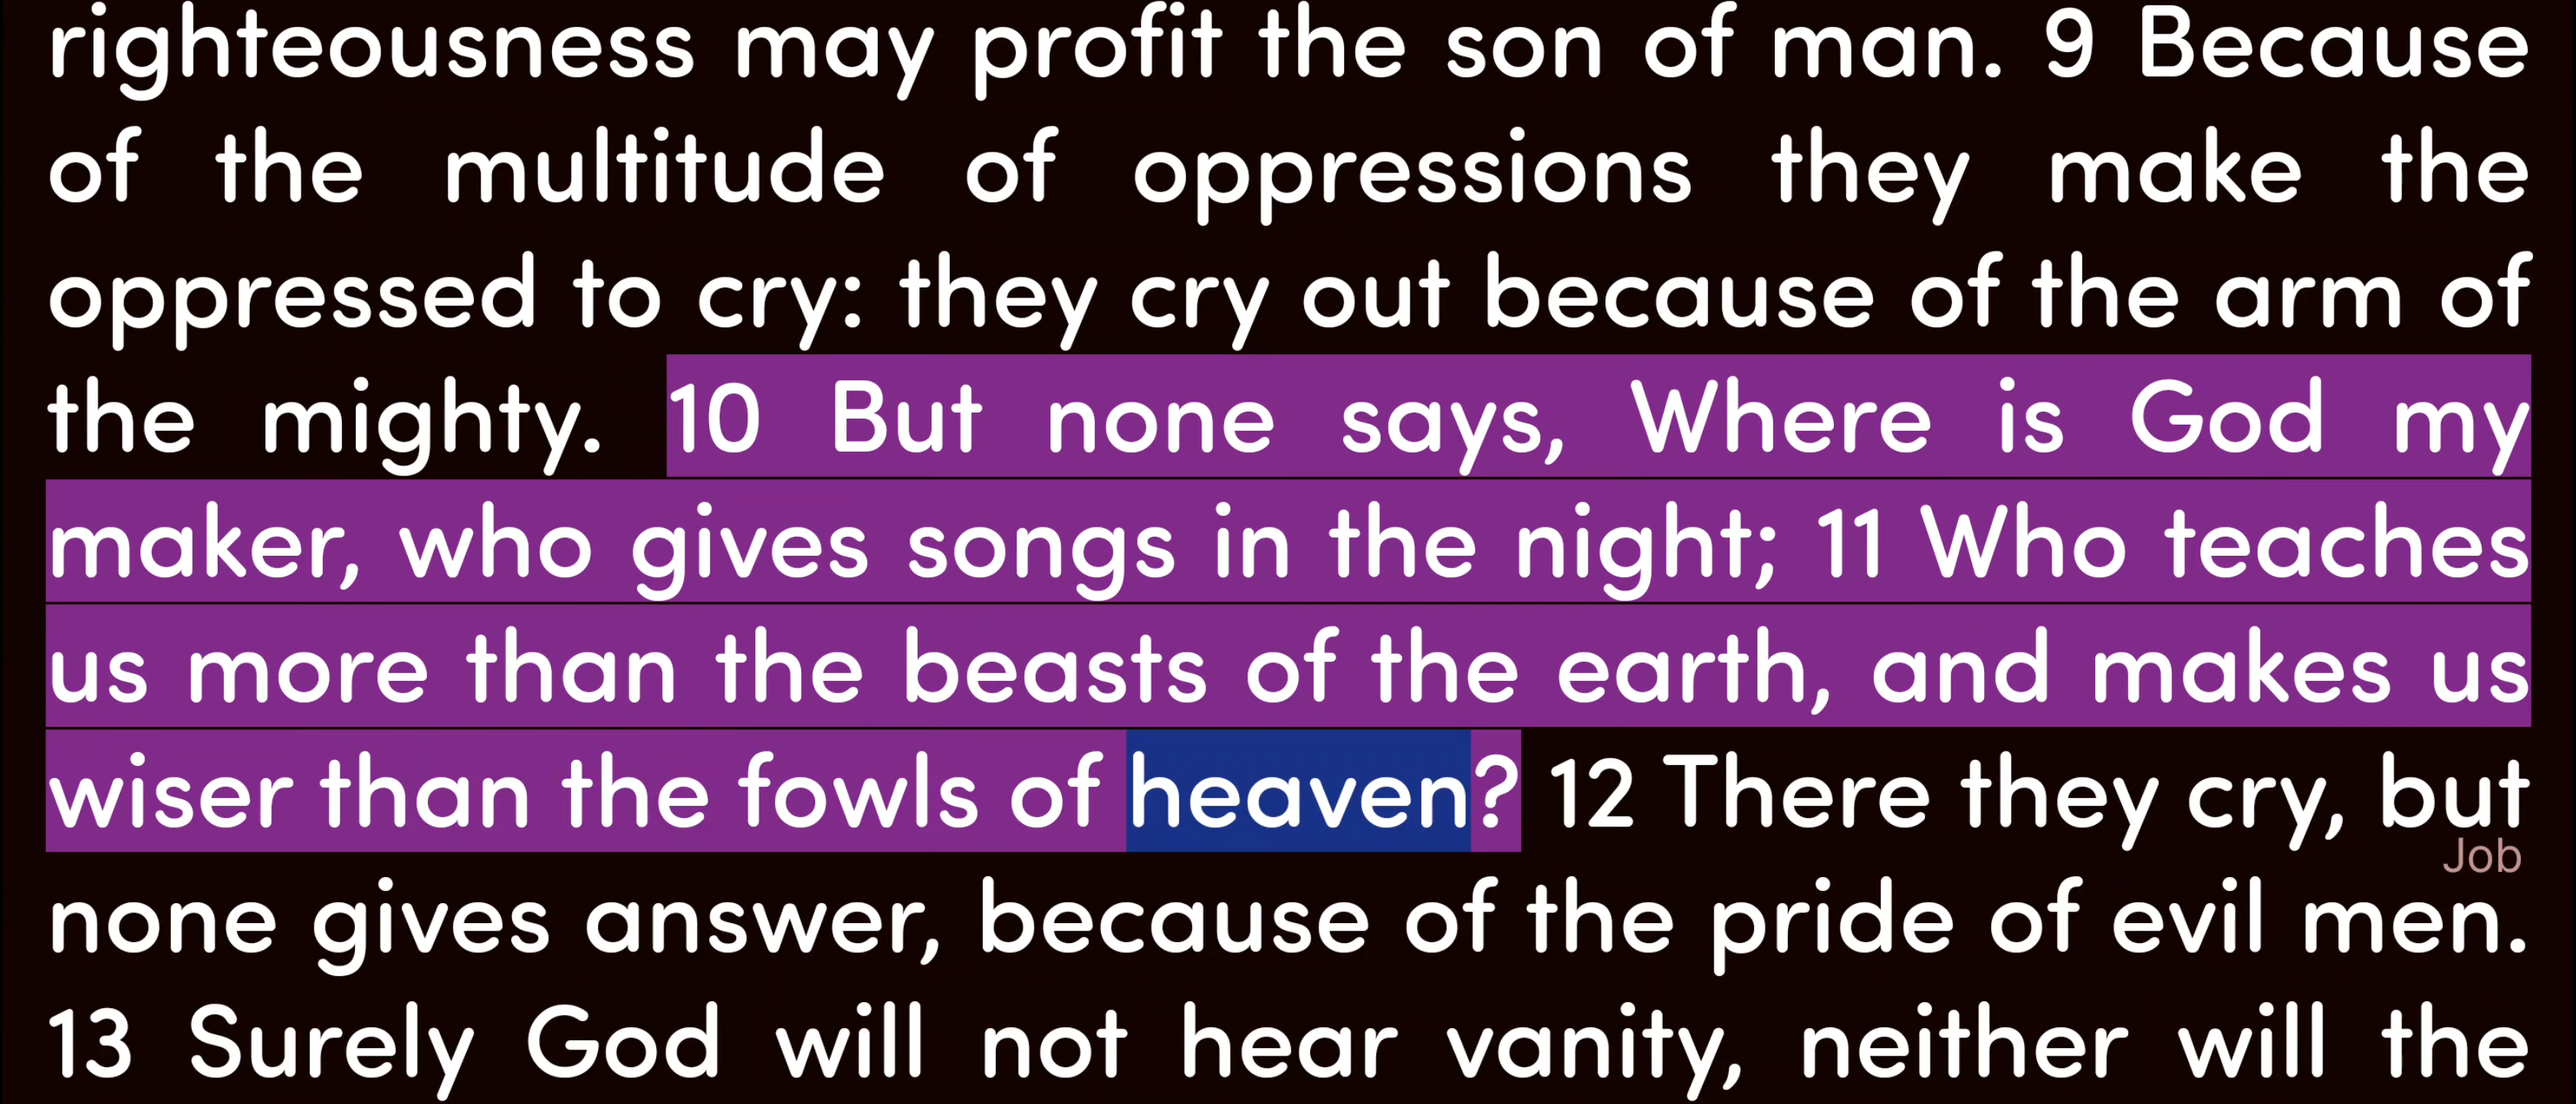 righteousness may profit the son of man. 9 Because
of the multitude of oppressions they make the
oppressed to cry: they cry out because of the arm of
the mighty. 10 But none says, Where is God my
maker, who gives songs in the night; 11 Who teaches
us more than the beasts of the earth, and makes us
wiser than the fowls of heaven? 12 There they cry, but
Job
none gives answer, because of the pride of evil men.
13 Surely God will not hear vanity, neither will the